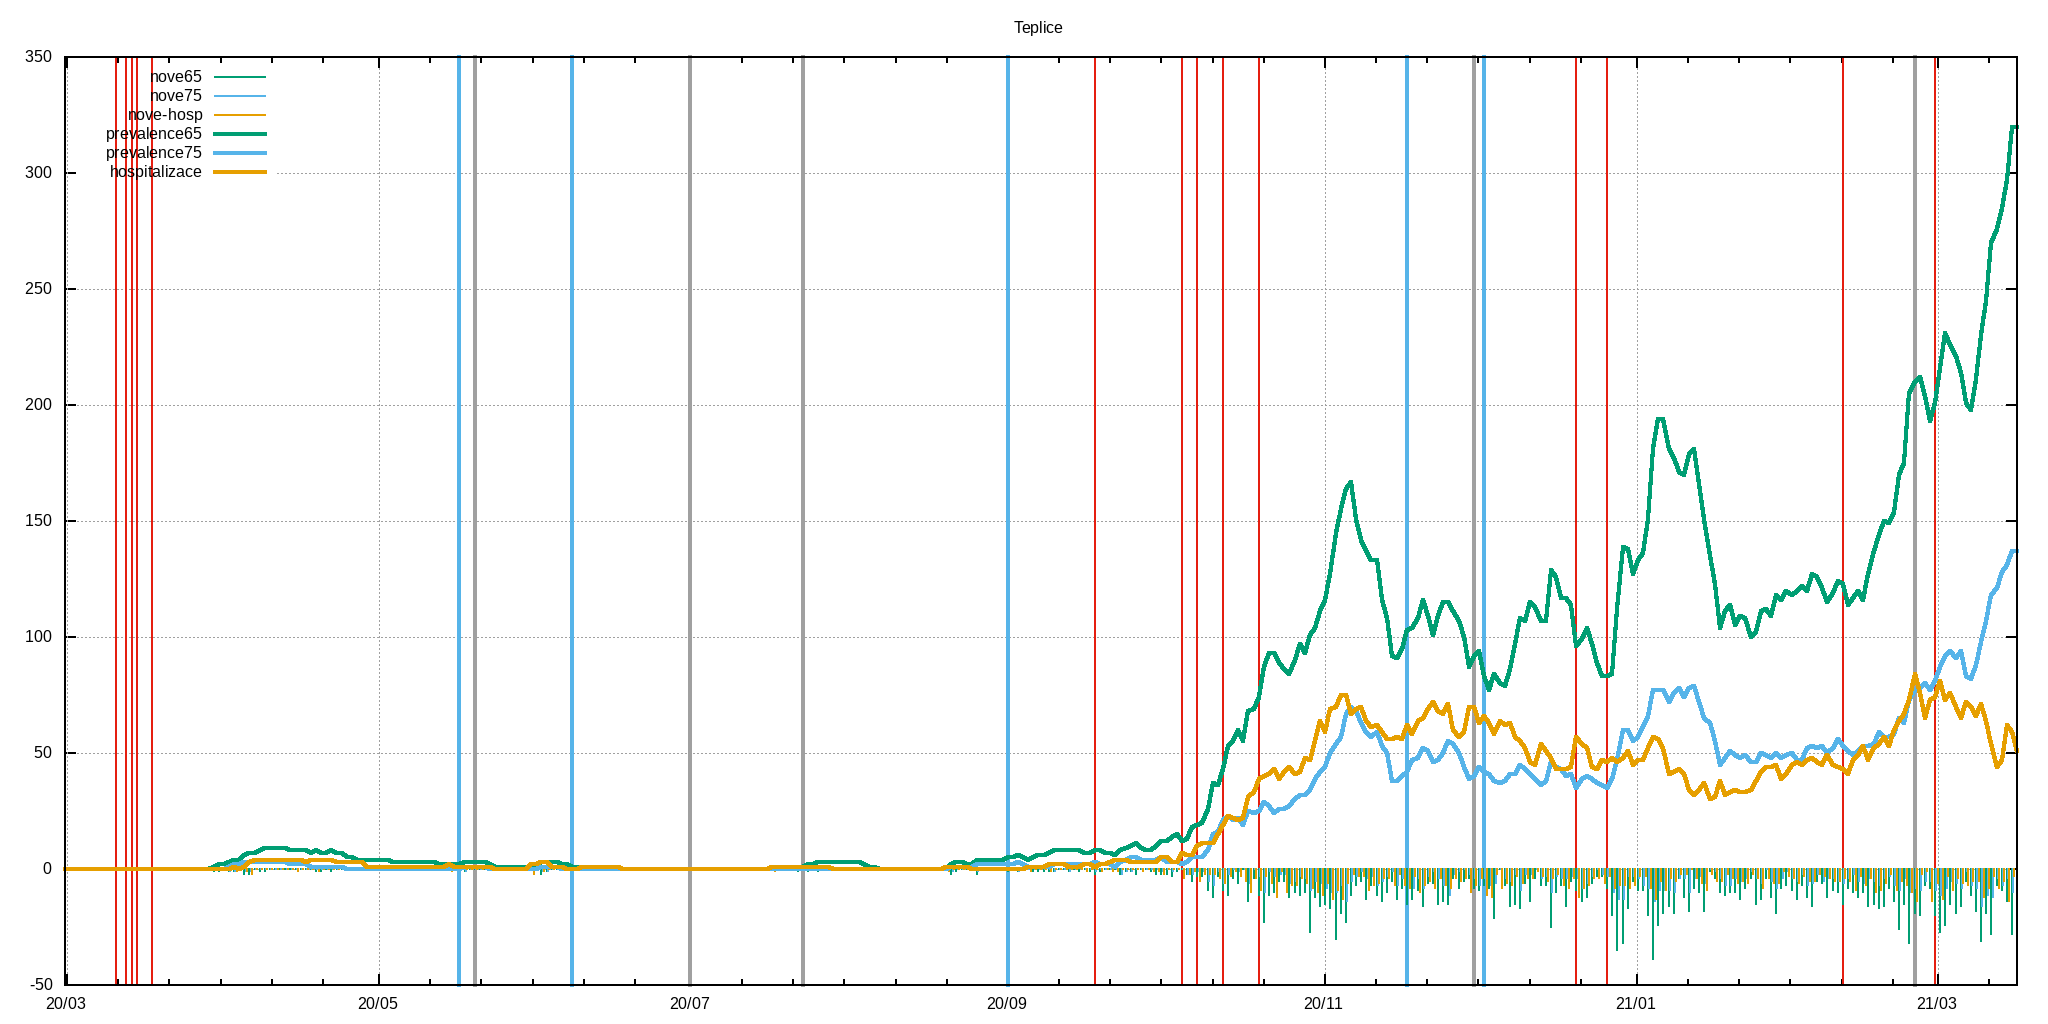 Teplice
350
300
250
200
150
100
50
0
-50
nove65
nove75
nove-hosp
prevalence65
prevalence75
hospitalizace
20/03 20/05 20/07 20/09 20/11 21/01 21/03